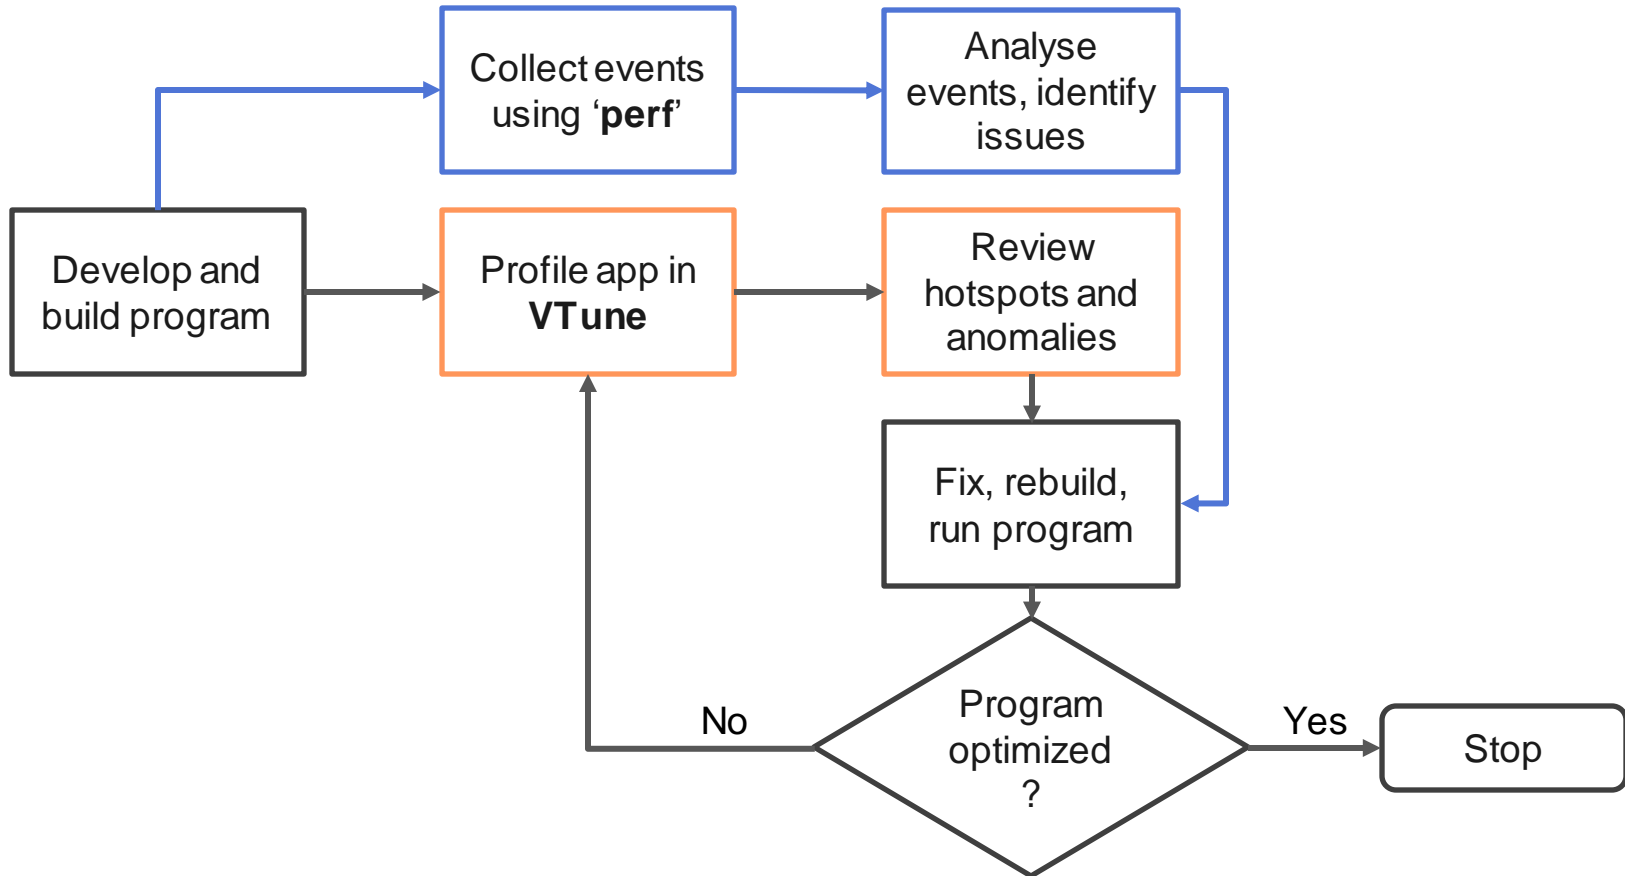 Collect events
using ‘perf’
Analyse
events, identify
issues
Develop and
build program
Profile app in
VTune
Review
hotspots and
anomalies
Fix, rebuild,
run program
Program
optimized
?
No
Yes
Stop